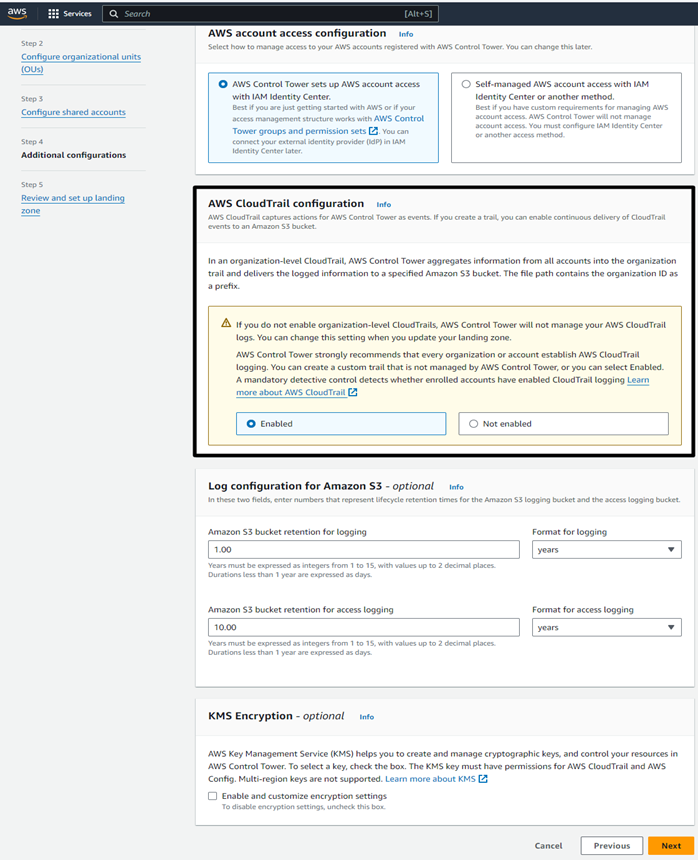 aws
Services
Search
[Alt+S]
Step 2
Configure organizational units
(OUs)
Step 3
Configure shared accounts
Step 4
Additional configurations
Step 5
Review and set up landing
zone
AWS account access configuration Info
Select how to manage access to your AWS accounts registered with AWS Control Tower. You can change this later.
AWS Control Tower sets up AWS account access
with IAM Identity Center.
Best if you are just getting started with AWS or if your
access management structure works with AWS Control
Tower groups and permission sets. You can
connect your external identity provider (IdP) in IAM
Identity Center later.
Self-managed AWS account access with IAM
Identity Center or another method.
Best if you have custom requirements for managing AWS
account access. AWS Control Tower will not manage
account access. You must configure IAM Identity Center
or another access method.
AWS CloudTrail configuration Info
AWS CloudTrail captures actions for AWS Control Tower as events. If you create a trail, you can enable continuous delivery of CloudTrail
events to an Amazon S3 bucket.
In an organization-level CloudTrail, AWS Control Tower aggregates information from all accounts into the organization
trail and delivers the logged information to a specified Amazon S3 bucket. The file path contains the organization ID as
a prefix.
If you do not enable organization-level CloudTrails, AWS Control Tower will not manage your AWS CloudTrail
logs. You can change this setting when you update your landing zone.
AWS Control Tower strongly recommends that every organization or account establish AWS CloudTrail
logging. You can create a custom trail that is not managed by AWS Control Tower, or you can select Enabled.
A mandatory detective control detects whether enrolled accounts have enabled CloudTrail logging Learn
more about AWS CloudTrail
Enabled
Not enabled
Log configuration for Amazon S3 - optional Info
In these two fields, enter numbers that represent lifecycle retention times for the Amazon S3 logging bucket and the access logging bucket.
Amazon S3 bucket retention for logging
1.00
Years must be expressed as integers from 1 to 15, with values up to 2 decimal places.
Durations less than 1 year are expressed as days.
Format for logging
years
Amazon S3 bucket retention for access logging
10.00
Years must be expressed as integers from 1 to 15, with values up to 2 decimal places.
Durations less than 1 year are expressed as days.
Format for access logging
years
KMS Encryption - optional Info
AWS Key Management Service (KMS) helps you to create and manage cryptographic keys, and control your resources in
AWS Control Tower. To select a key, check the box. The KMS key must have permissions for AWS CloudTrail and AWS
Config. Multi-region keys are not supported. Learn more about KMS
Enable and customize encryption settings
To disable encryption settings, uncheck this box.
Cancel
Previous
Next